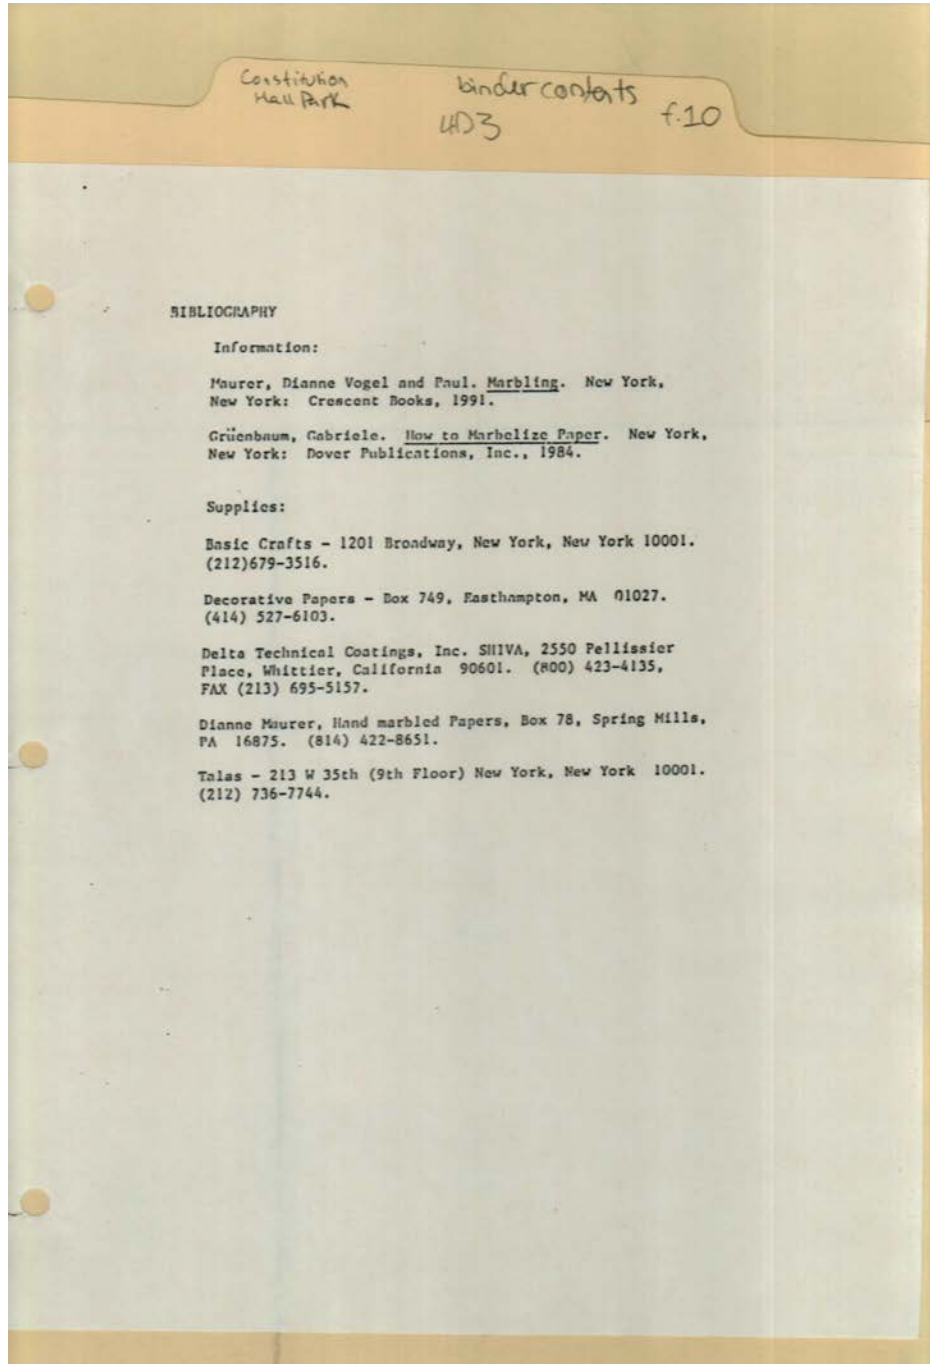 Constitution
Hall Park
binder contents
4D3
f.10
BIBLIOGRAPHY
Information:
Maurer, Dianne Vogel and Paul. Marbling. New York,
New York: Crescent Books, 1991.
Grüenbaum, Gabriele. How to Marbelize Paper. New York,
New York: Dover Publications, Inc., 1984.
Supplies:
Basic Crafts - 1201 Broadway, New York, New York 10001.
(212)679-3516.
Decorative Papers - Box 749, Easthampton, MA 01027.
(414) 527-6103.
Delta Technical Coatings, Inc. SHIVA, 2550 Pellissier
Place, Whittier, California 90601. (800) 423-4135,
FAX (213) 695-5157.
Dianne Maurer, Hand marbled Papers, Box 78, Spring Mills,
PA 16875. (814) 422-8651.
Talas - 213 W 35th (9th Floor) New York, New York 10001.
(212) 736-7744.